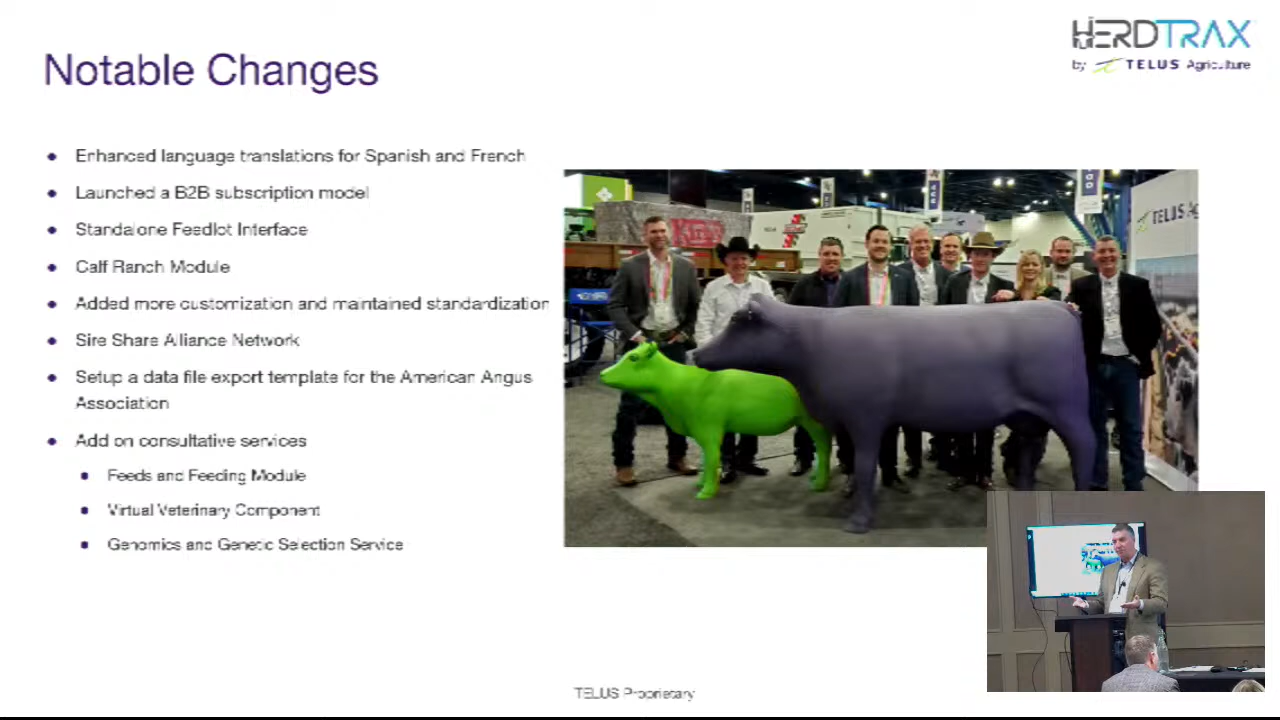 HERDTRAX
by TELUS Agriculture
Notable Changes
Enhanced language translations for Spanish and French
Launched a B2B subscription model
Standalone Feedlot Interface
Calf Ranch Module
Added more customization and maintained standardization
Sire Share Alliance Network
Setup a data file export template for the American Angus
Association
Add on consultative services
Feeds and Feeding Module
Virtual Veterinary Component
Genomics and Genetic Selection Service
TELUS Ag
TELUS Proprietary